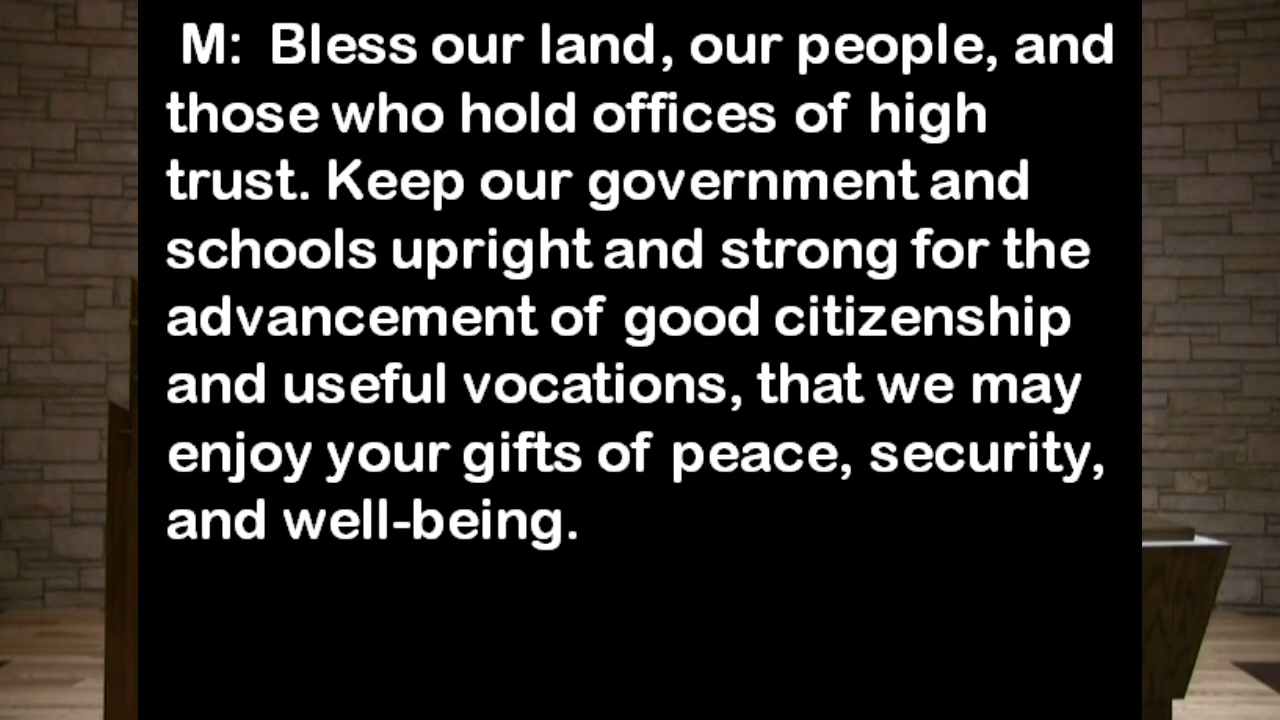 M: Bless our land, our people, and
those who hold offices of high
trust. Keep our government and
schools upright and strong for the
advancement of good citizenship
and useful vocations, that we may
enjoy your gifts of peace, security,
and well-being.